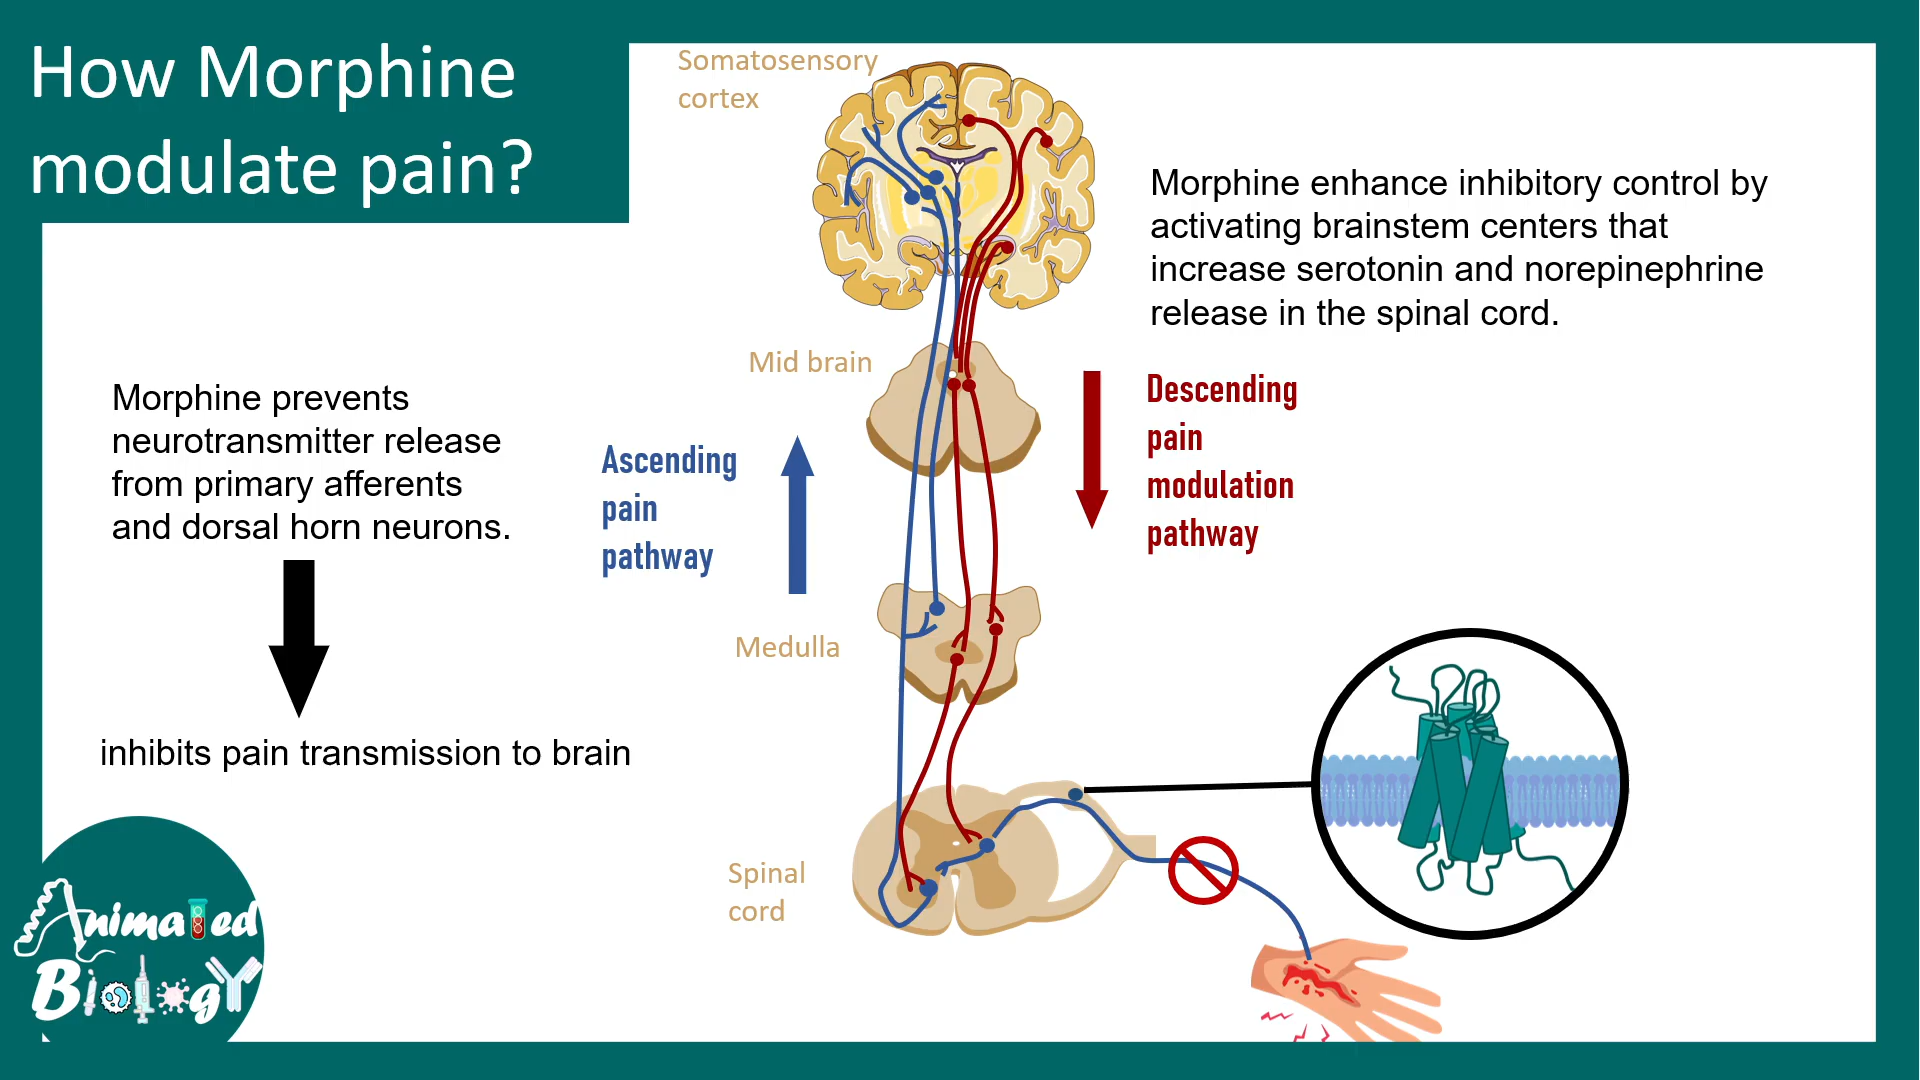 How Morphine
modulate pain?
Somatosensory
cortex
Morphine enhance inhibitory control by
activating brainstem centers that
increase serotonin and norepinephrine
release in the spinal cord.
Mid brain
Morphine prevents
neurotransmitter release
from primary afferents
and dorsal horn neurons.
Ascending
pain
pathway
Descending
pain
modulation
pathway
Medulla
inhibits pain transmission to brain
Spinal
cord
Animated
Biology